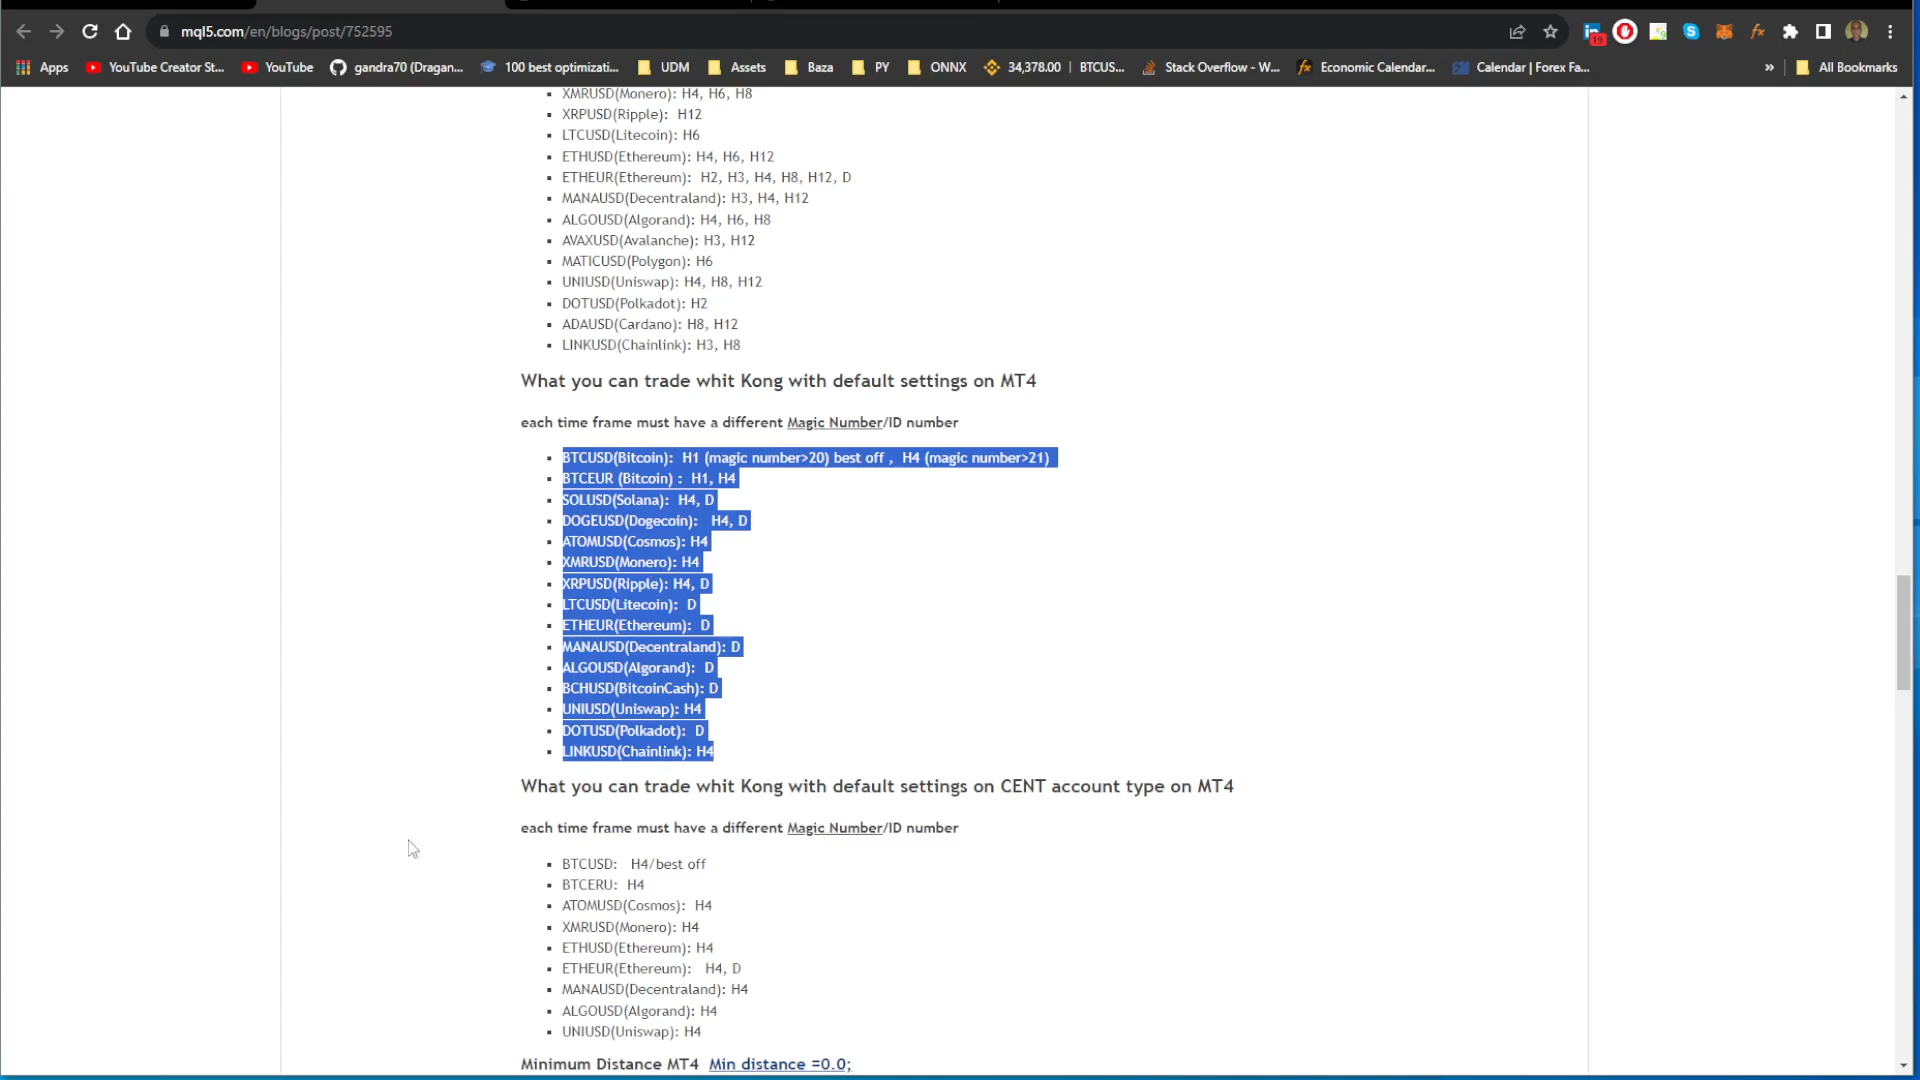 mql5.com/en/blogs/post/752595
19
Apps
YouTube Creator St...
YouTube
gandra70 (Dragan...
100 best optimizati...
UDM
Assets
Baza
PY
ONNX
34,378.00 | BTCUS...
Stack Overflow - W...
Economic Calendar...
Calendar | Forex Fa...
»
All Bookmarks
XMRUSD(Monero): H4, H6, H8
XRPUSD(Ripple): H12
LTCUSD(Litecoin): H6
ETHUSD(Ethereum): H4, H6, H12
ETHEUR(Ethereum): H2, H3, H4, H8, H12, D
MANAUSD(Decentraland): H3, H4, H12
ALGOUSD(Algorand): H4, H6, H8
AVAXUSD(Avalanche): H3, H12
MATICUSD(Polygon): H6
UNIUSD(Uniswap): H4, H8, H12
DOTUSD(Polkadot): H2
ADAUSD(Cardano): H8, H12
LINKUSD(Chainlink): H3, H8
What you can trade whit Kong with default settings on MT4
each time frame must have a different Magic Number/ID number
BTCUSD(Bitcoin): H1 (magic number>20) best off , H4 (magic number>21)
BTCEUR (Bitcoin) : H1, H4
SOLUSD(Solana): H4, D
DOGEUSD(Dogecoin): H4, D
ATOMUSD(Cosmos): H4
XMRUSD(Monero): H4
XRPUSD(Ripple): H4, D
LTCUSD(Litecoin): D
ETHEUR(Ethereum): D
MANAUSD(Decentraland): D
ALGOUSD(Algorand): D
BCHUSD(BitcoinCash): D
UNIUSD(Uniswap): H4
DOTUSD(Polkadot): D
LINKUSD(Chainlink): H4
What you can trade whit Kong with default settings on CENT account type on MT4
each time frame must have a different Magic Number/ID number
BTCUSD: H4/best off
BTCERU: H4
ATOMUSD(Cosmos): H4
XMRUSD(Monero): H4
ETHUSD(Ethereum): H4
ETHEUR(Ethereum): H4, D
MANAUSD(Decentraland): H4
ALGOUSD(Algorand): H4
UNIUSD(Uniswap): H4
Minimum Distance MT4 Min distance =0.0;